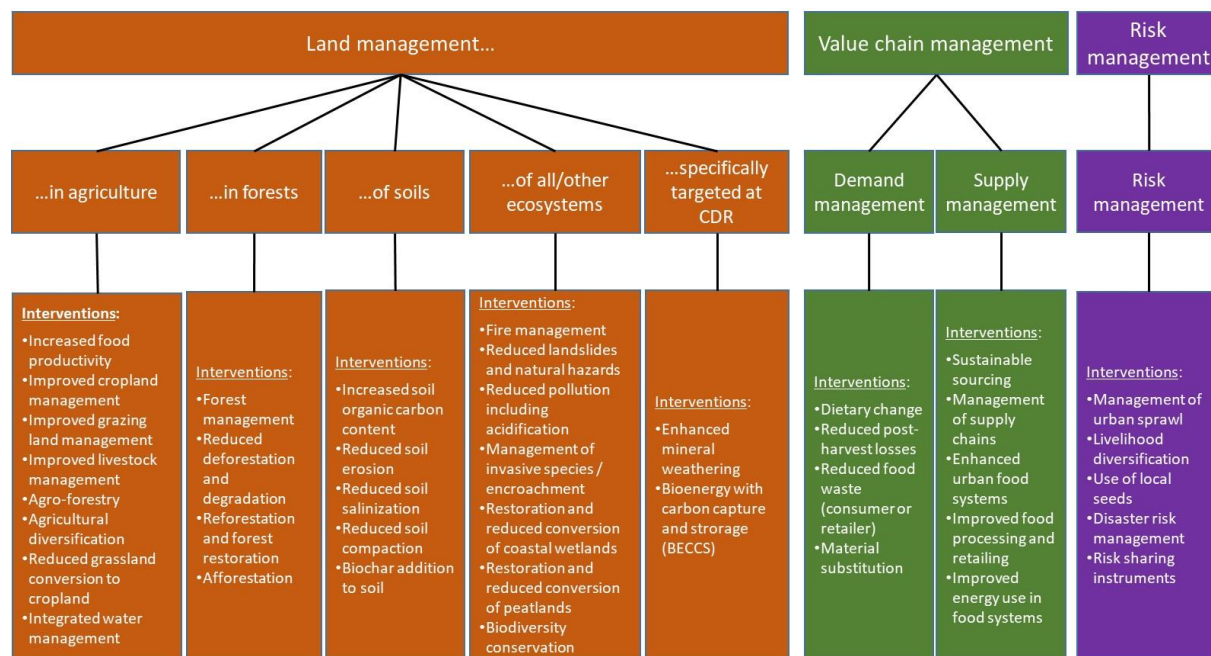 Land management…
Value chain management
Risk
management
…in agriculture
…in forests
…of soils
…of all/other
ecosystems
…specifically
targeted at
CDR
Demand
management
Supply
management
Risk
management
Interventions:
•Increased food
productivity
•Improved cropland
management
•Improved grazing
land management
•Improved livestock
management
•Agro-forestry
•Agricultural
diversification
•Reduced grassland
conversion to
cropland
•Integrated water
management
Interventions:
•Forest
management
•Reduced
deforestation
and
degradation
•Reforestation
and forest
restoration
•Afforestation
Interventions:
•Increased soil
organic carbon
content
•Reduced soil
erosion
•Reduced soil
salinization
•Reduced soil
compaction
•Biochar addition
to soil
Interventions:
•Fire management
•Reduced landslides
and natural hazards
•Reduced pollution
including
acidification
•Management of
invasive species /
encroachment
•Restoration and
reduced conversion
of coastal wetlands
•Restoration and
reduced conversion
of peatlands
•Biodiversity
conservation
Interventions:
•Enhanced
mineral
weathering
•Bioenergy with
carbon capture
and strorage
(BECCS)
Interventions:
•Dietary change
•Reduced post-
harvest losses
•Reduced food
waste
(consumer or
retailer)
•Material
substitution
Interventions:
•Sustainable
sourcing
•Management
of supply
chains
•Enhanced
urban food
systems
•Improved food
processing and
retailing
•Improved
energy use in
food systems
Interventions:
•Management of
urban sprawl
•Livelihood
diversification
•Use of local
seeds
•Disaster risk
management
•Risk sharing
instruments